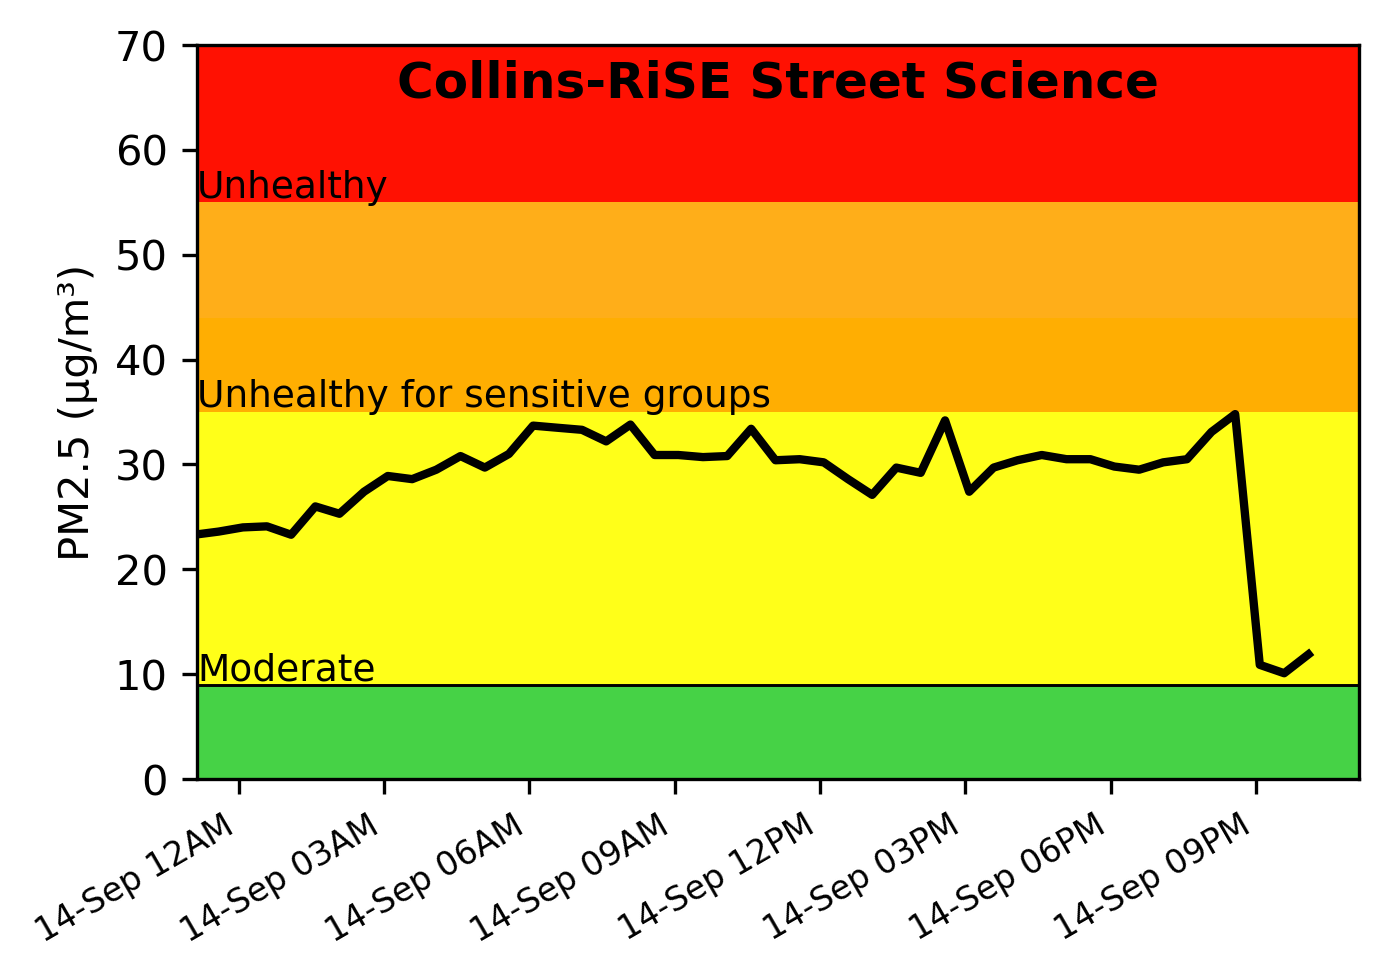 Collins-RiSE Street Science
70
60
Unhealthy
50
40
Unhealthy for sensitive groups
30
20
Moderate
10
0
PM2.5 (µg/m³)
14-Sep 12AM
14-Sep 03AM
14-Sep 06AM
14-Sep 09AM
14-Sep 12PM
14-Sep 03PM
14-Sep 06PM
14-Sep 09PM